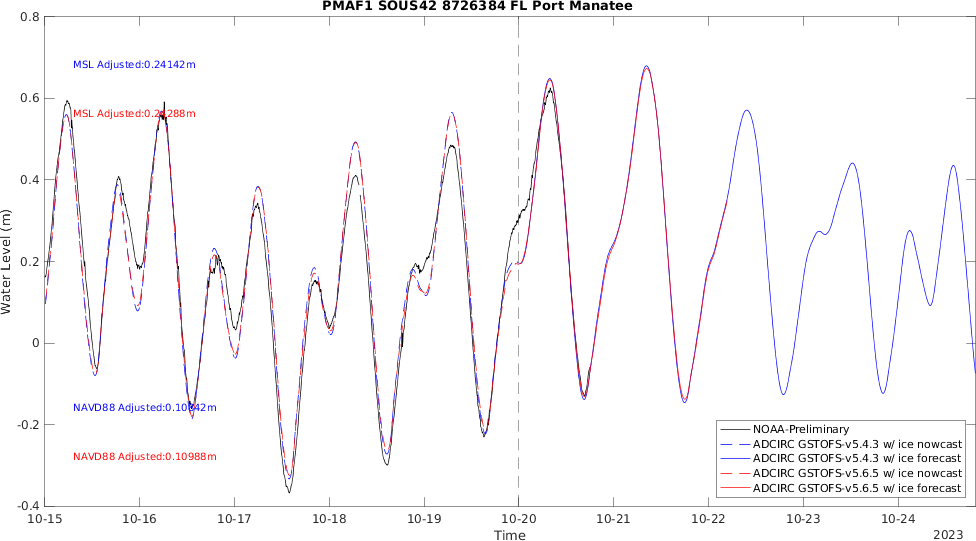 PMAF1 SOUS42 8726384 FL Port Manatee
0.8
0.6
0.4
0.2
0
-0.2
-0.4
Water Level (m)
MSL Adjusted:0.24142m
MSL Adjusted:0.24288m
NAVD88 Adjusted:0.10842m
NAVD88 Adjusted:0.10988m
NOAA-Preliminary
ADCIRC GSTOFS-v5.4.3 w/ ice nowcast
ADCIRC GSTOFS-v5.4.3 w/ ice forecast
ADCIRC GSTOFS-v5.6.5 w/ ice nowcast
ADCIRC GSTOFS-v5.6.5 w/ ice forecast
10-15 10-16 10-17 10-18 10-19 10-20 10-21 10-22 10-23 10-24
Time
2023